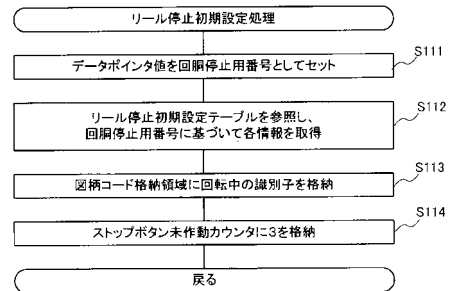 リール停止初期設定処理
S111
データポインタ値を回胴停止用番号としてセット
S112
リール停止初期設定テーブルを参照し、
回胴停止用番号に基づいて各情報を取得
S113
図柄コード格納領域に回転中の識別子を格納
S114
ストップボタン未作動カウンタに3を格納
戻る